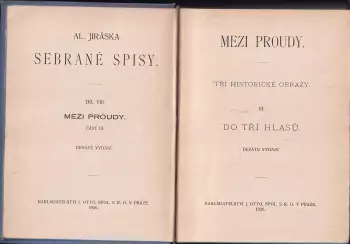 AL. JIRÁSKA
SEBRANÉ SPISY.
DÍL VIII
MEZI PROUDY.
ČÁST III.
DESÁTÉ VYDÁNÍ
NAKLADATELSTVÍ J. OTTO, SPOL. S R. O. V PRAZE.
MEZI PROUDY.
TŘI HISTORICKÉ OBRAZY.
III
DO TŘÍ HLASŮ.
DESÁTÉ VYDÁNÍ
NAKLADATELSTVÍ J. OTTO, SPOL. S R. O. V PRAZE.